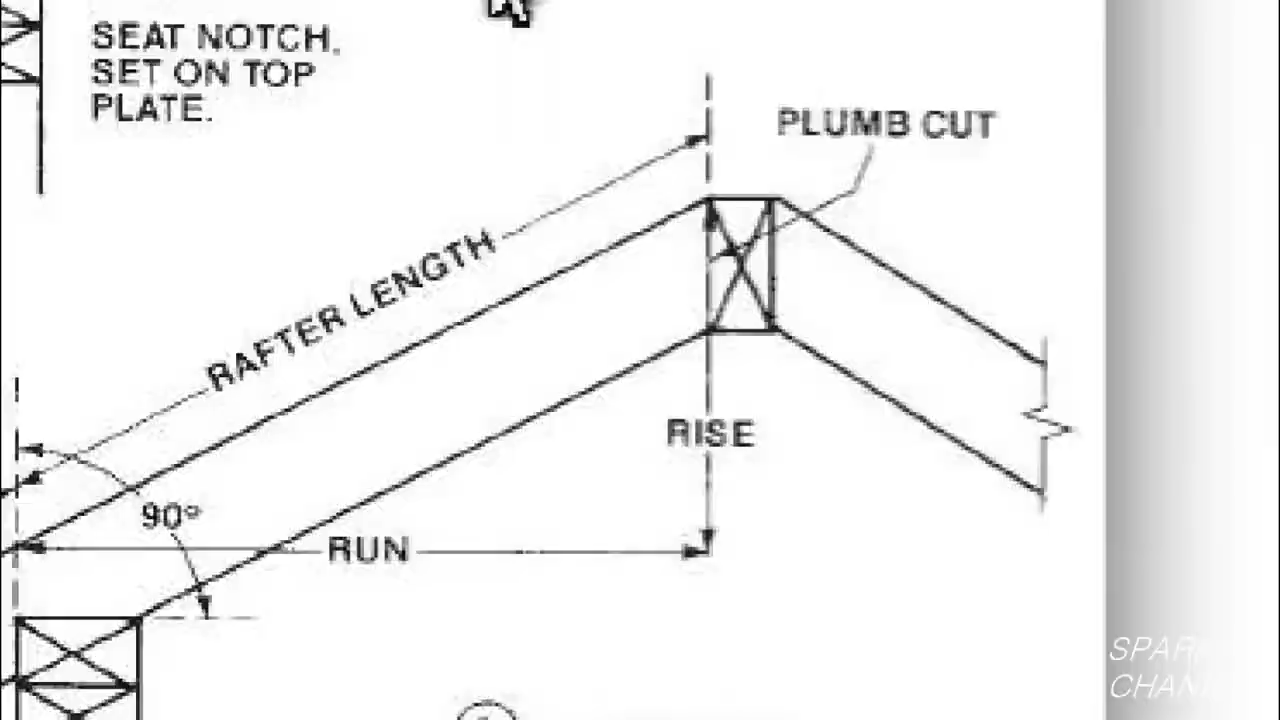 SEAT NOTCH,
SET ON TOP
PLATE.
PLUMB CUT
RAFTER LENGTH
RISE
90°
RUN